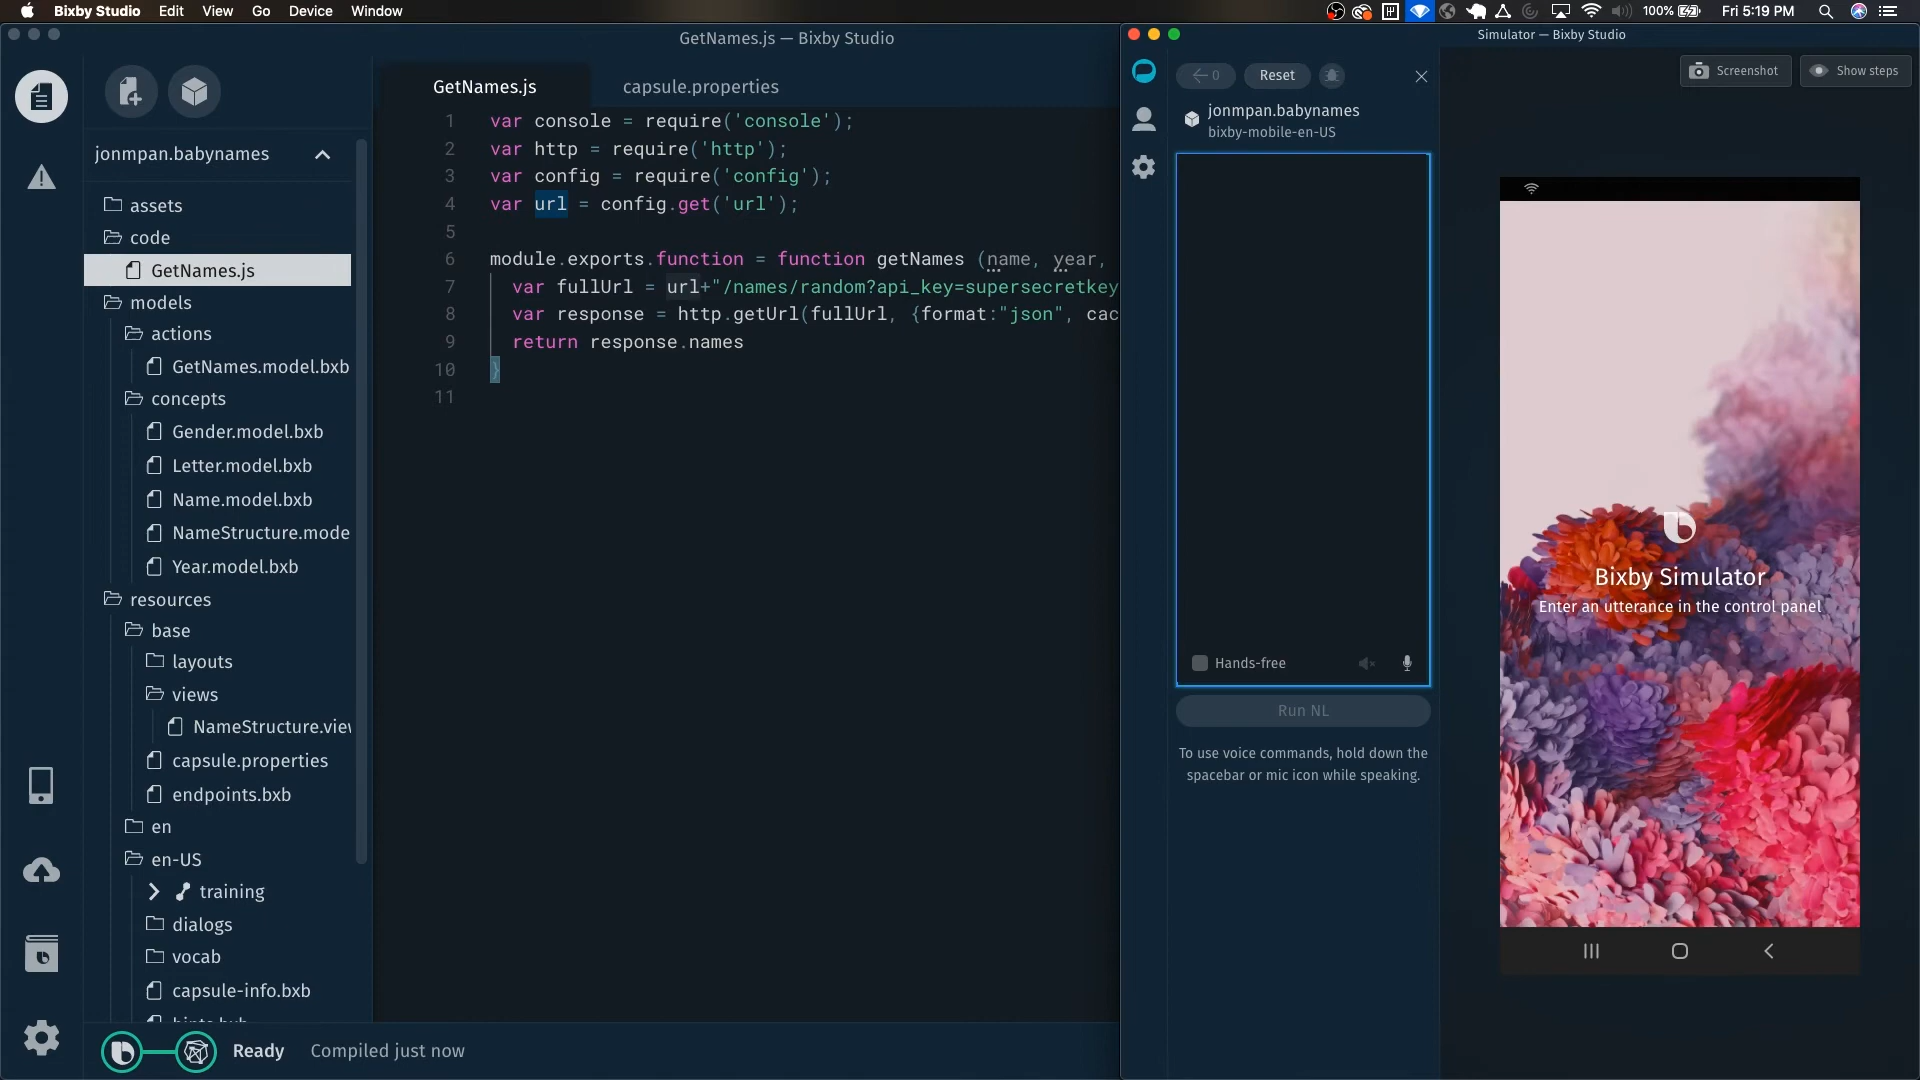 Bixby Studio Edit View Go Device Window
100% Fri 5:19 PM
GetNames.js — Bixby Studio
GetNames.js
capsule.properties
jonmpan.babynames
assets
code
GetNames.js
models
actions
GetNames.model.bxb
concepts
Gender.model.bxb
Letter.model.bxb
Name.model.bxb
NameStructure.mode
Year.model.bxb
resources
base
layouts
views
NameStructure.view
capsule.properties
endpoints.bxb
en
en-US
training
dialogs
vocab
capsule-info.bxb
Ready Compiled just now
1 var console = require('console');
2 var http = require('http');
3 var config = require('config');
4 var url = config.get('url');
5
6 module.exports.function = function getNames (name, year,
7 var fullUrl = url+"/names/random?api_key=supersecretkey
8 var response = http.getUrl(fullUrl, {format:"json", cac
9 return response.names
10 }
11
Simulator — Bixby Studio
0 Reset
Screenshot
Show steps
jonmpan.babynames
bixby-mobile-en-US
Hands-free
Run NL
To use voice commands, hold down the
spacebar or mic icon while speaking.
Bixby Simulator
Enter an utterance in the control panel